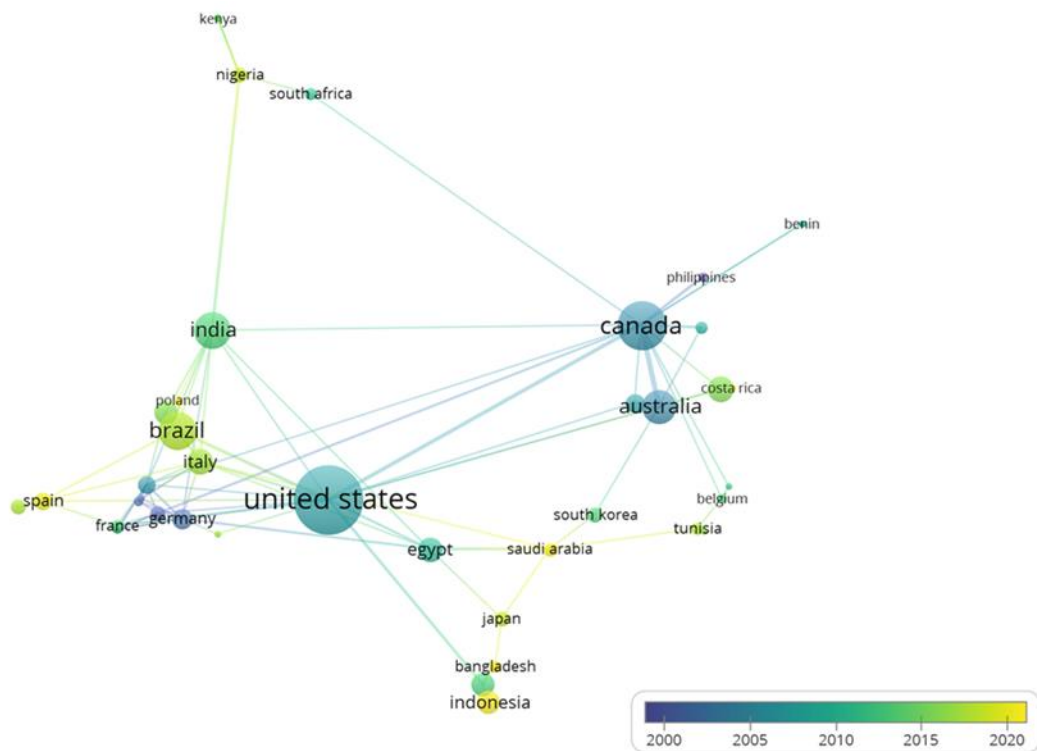 kenya
nigeria
south africa
benin
philippines
canada
india
costa rica
poland
australia
brazil
italy
united states
spain
belgium
france
germany
south korea
tunisia
egypt
saudi arabia
japan
bangladesh
indonesia
2000 2005 2010 2015 2020